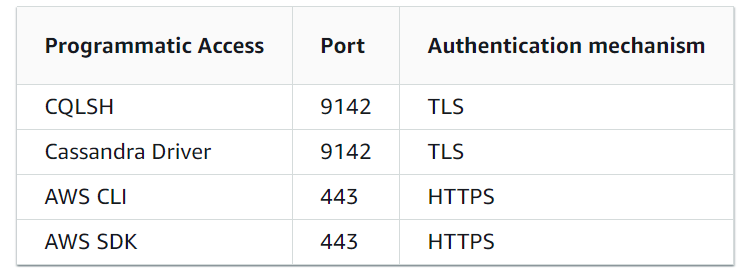 Programmatic Access Port Authentication mechanism
CQLSH 9142 TLS
Cassandra Driver 9142 TLS
AWS CLI 443 HTTPS
AWS SDK 443 HTTPS